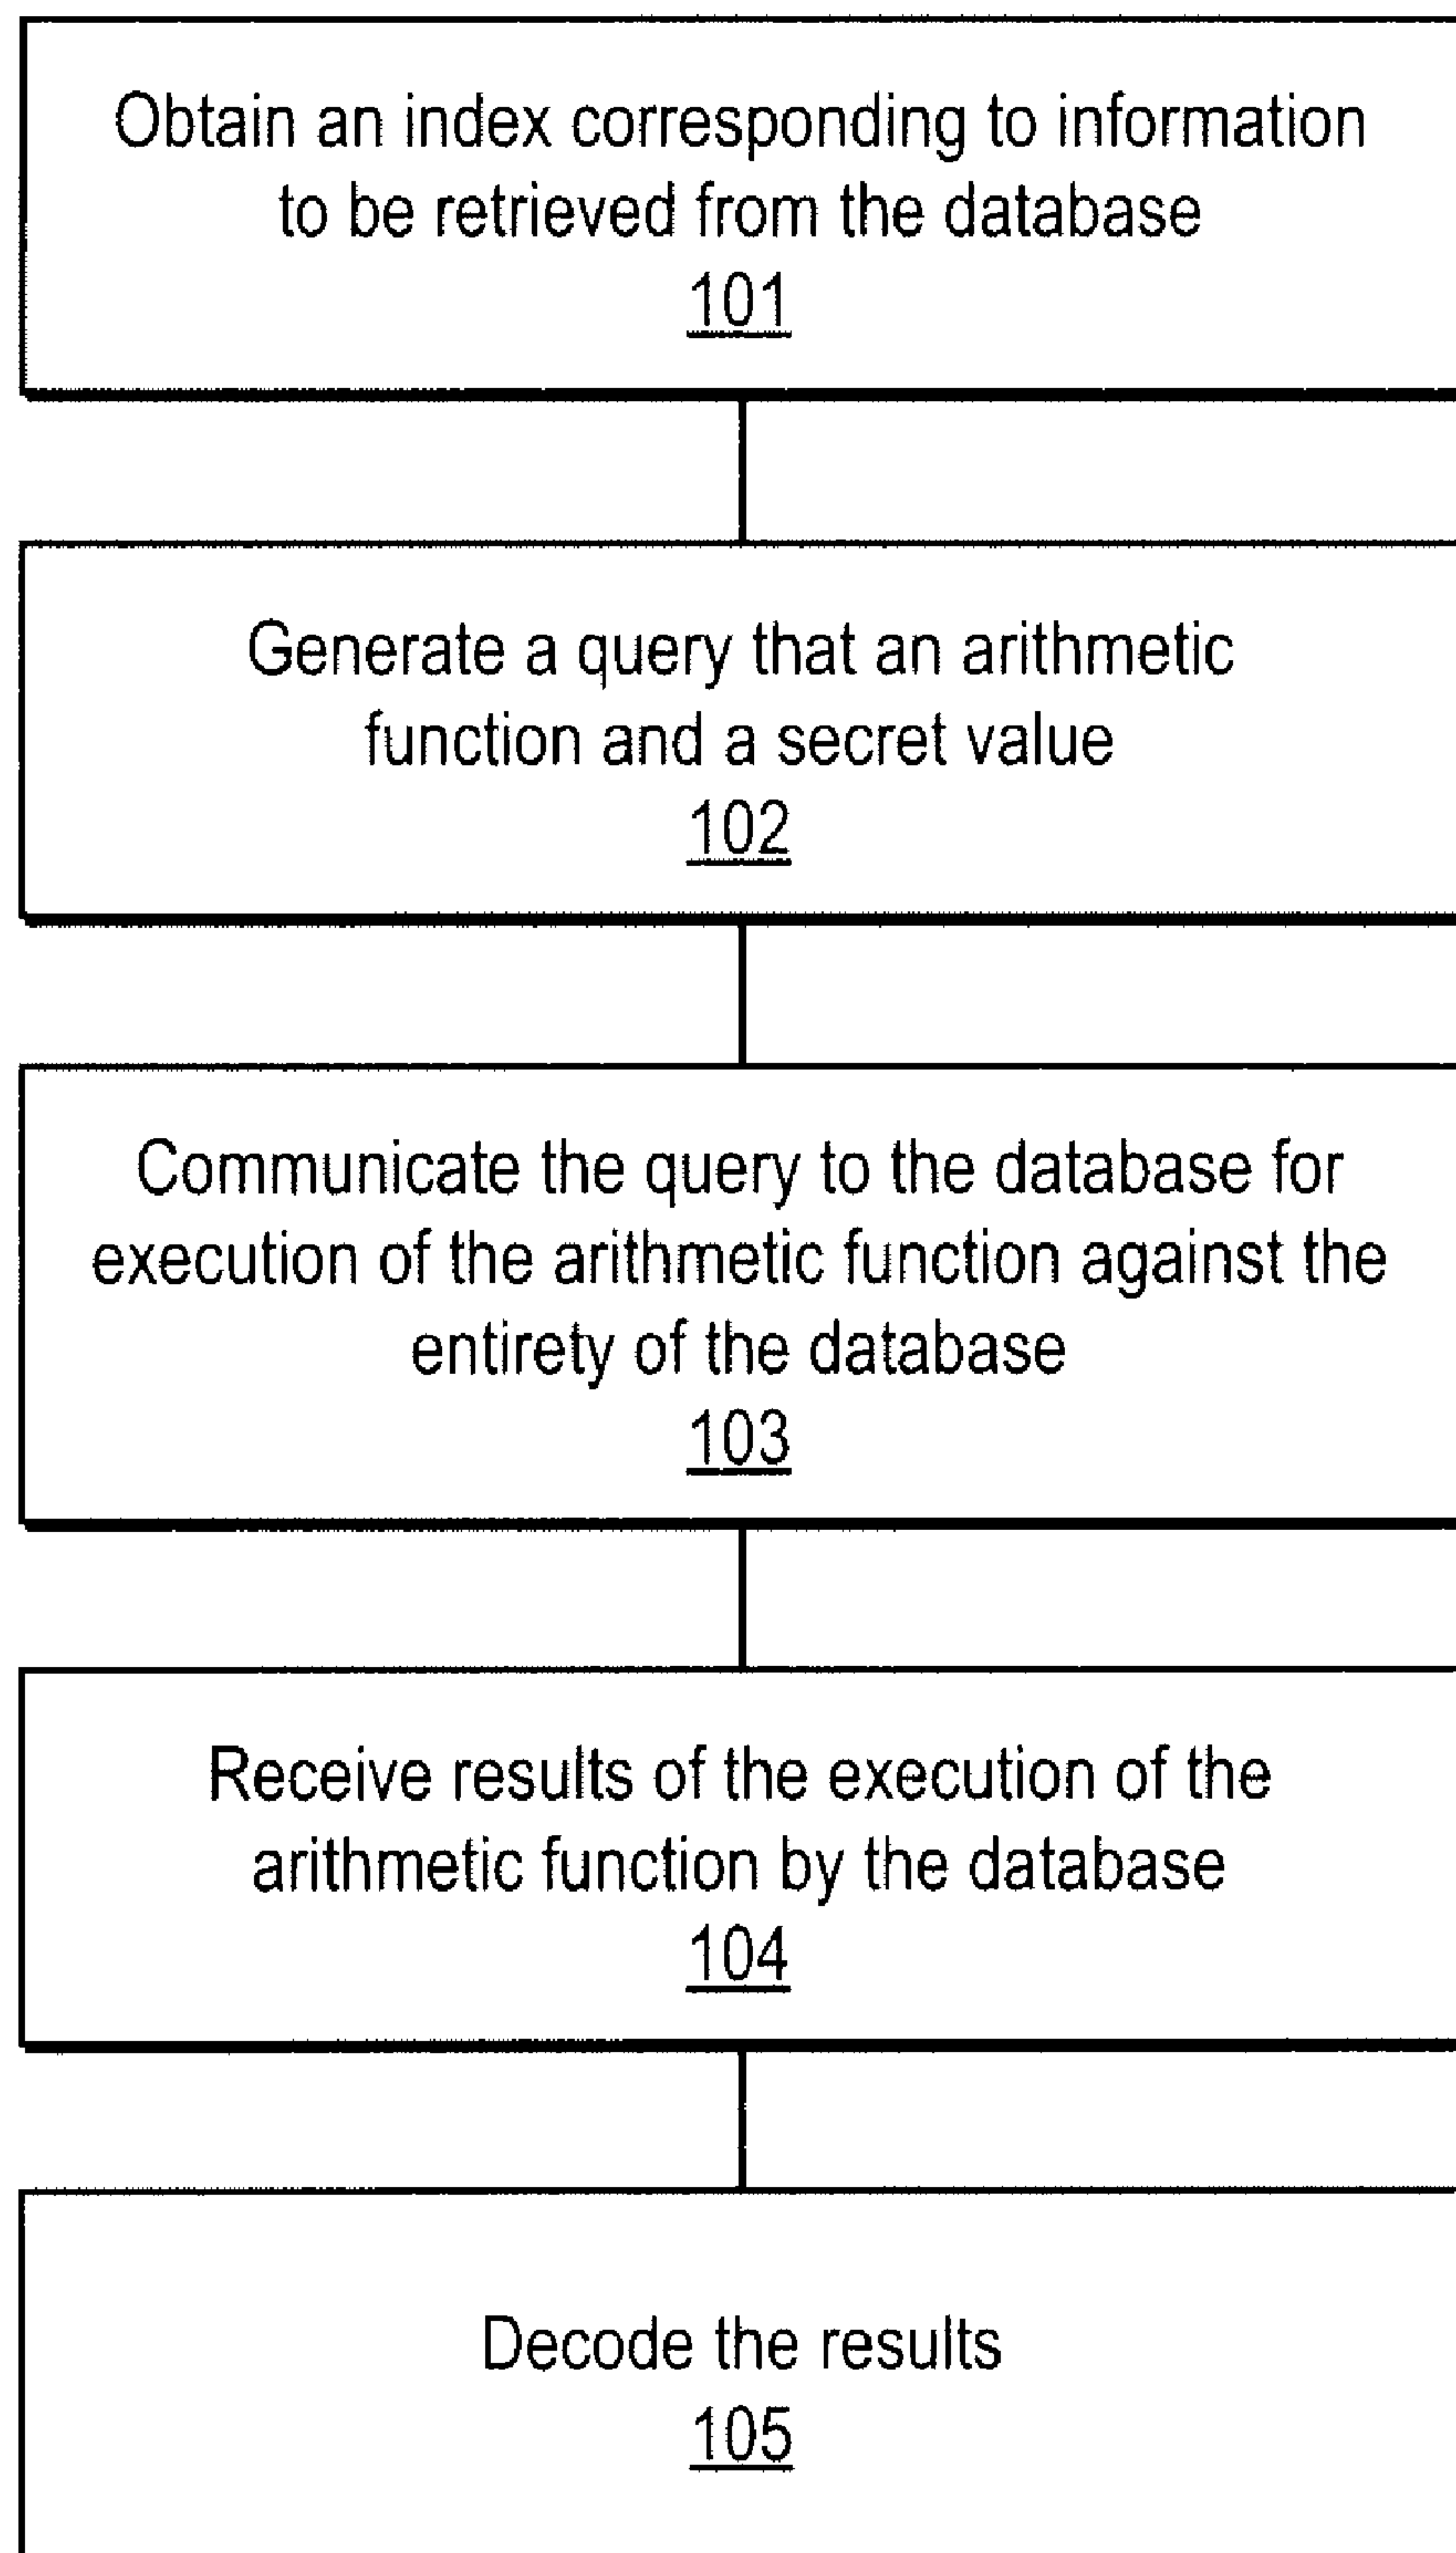 Obtain an index corresponding to information
to be retrieved from the database
101
Generate a query that an arithmetic
function and a secret value
102
Communicate the query to the database for
execution of the arithmetic function against the
entirety of the database
103
Receive results of the execution of the
arithmetic function by the database
104
Decode the results
105